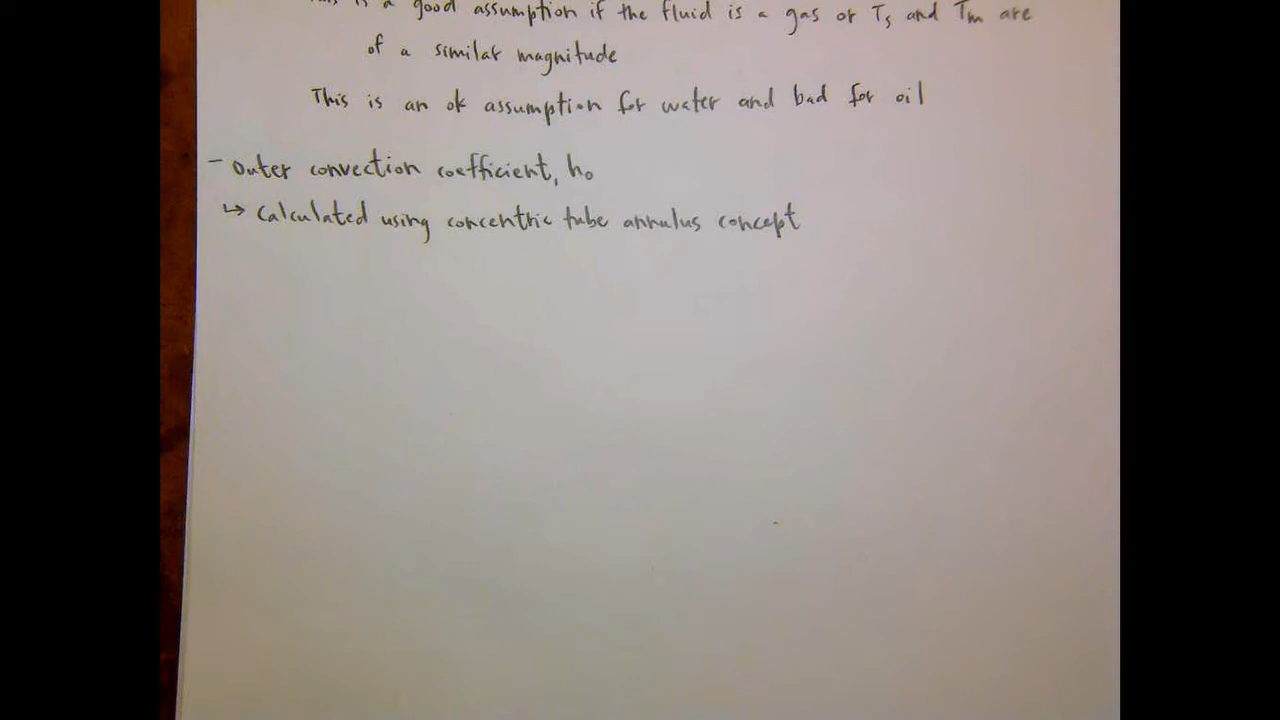 This is a good assumption if the fluid is a gas or Ts and Tm are
of a similar magnitude
This is an ok assumption for water and bad for oil
- Outer convection coefficient, ho
↳ Calculated using concentric tube annulus concept